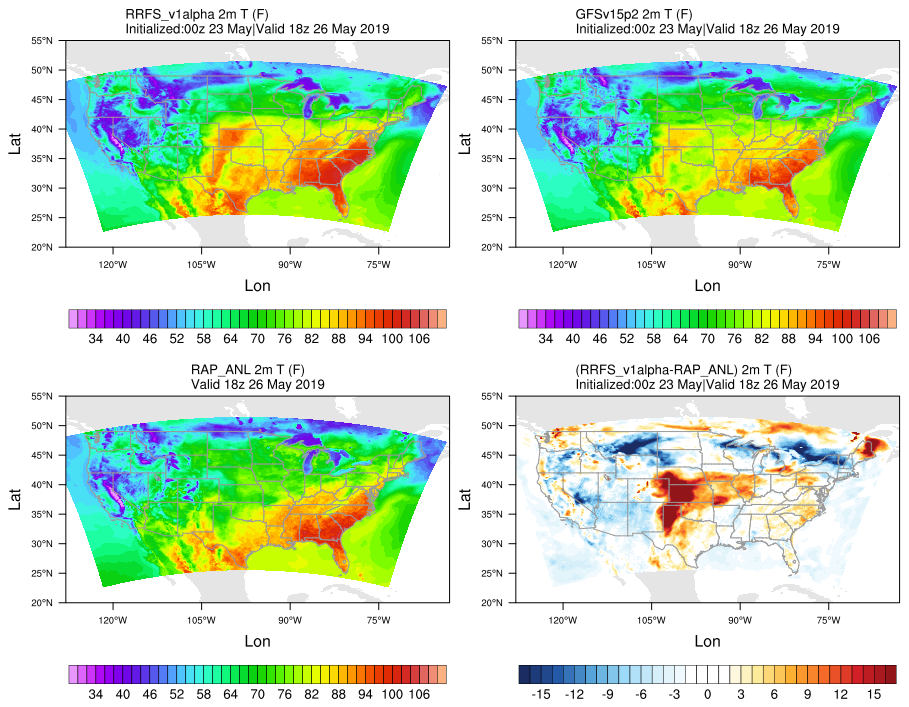 RRFS_v1alpha 2m T (F)
Initialized:00z 23 May|Valid 18z 26 May 2019
55°N
50°N
45°N
40°N
35°N
30°N
25°N
20°N
Lat
120°W 105°W 90°W 75°W
Lon
34 40 46 52 58 64 70 76 82 88 94 100 106
GFSv15p2 2m T (F)
Initialized:00z 23 May|Valid 18z 26 May 2019
55°N
50°N
45°N
40°N
35°N
30°N
25°N
20°N
Lat
120°W 105°W 90°W 75°W
Lon
34 40 46 52 58 64 70 76 82 88 94 100 106
RAP_ANL 2m T (F)
Valid 18z 26 May 2019
55°N
50°N
45°N
40°N
35°N
30°N
25°N
20°N
Lat
120°W 105°W 90°W 75°W
Lon
34 40 46 52 58 64 70 76 82 88 94 100 106
(RRFS_v1alpha-RAP_ANL) 2m T (F)
Initialized:00z 23 May|Valid 18z 26 May 2019
55°N
50°N
45°N
40°N
35°N
30°N
25°N
20°N
Lat
120°W 105°W 90°W 75°W
Lon
-15 -12 -9 -6 -3 0 3 6 9 12 15